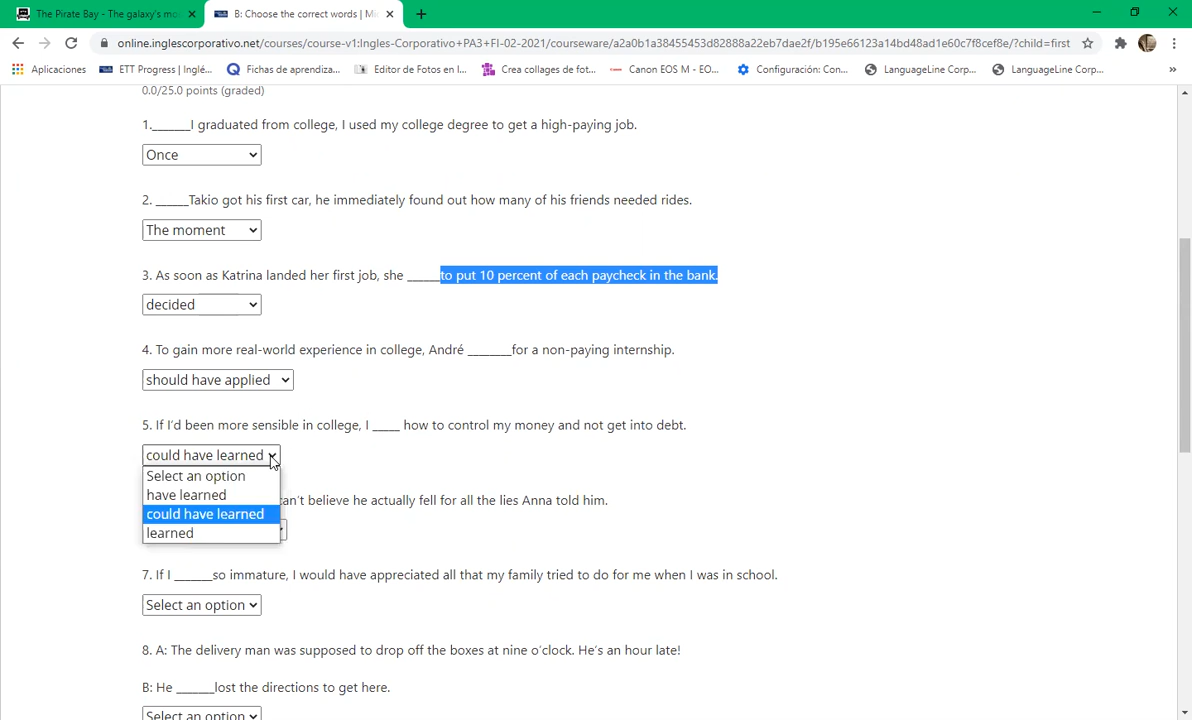 The Pirate Bay - The galaxy's mo
B: Choose the correct words | Mi
online.inglescorporativo.net/courses/course-v1:Ingles-Corporativo+PA3+FI-02-2021/courseware/a2a0b1a38455453d82888a22eb7dae2f/b195e66123a14bd48ad1e60c7f8cef8e/?child=first
Aplicaciones
ETT Progress | Inglé...
Fichas de aprendiza...
Editor de Fotos en l...
Crea collages de fot...
Canon EOS M - EO...
Configuración: Con...
LanguageLine Corp...
LanguageLine Corp...
»
0.0/25.0 points (graded)
1._______I graduated from college, I used my college degree to get a high-paying job.
Once
2. ______Takio got his first car, he immediately found out how many of his friends needed rides.
The moment
3. As soon as Katrina landed her first job, she ______to put 10 percent of each paycheck in the bank.
decided
4. To gain more real-world experience in college, André ________for a non-paying internship.
should have applied
5. If I'd been more sensible in college, I _____ how to control my money and not get into debt.
could have learned
Select an option
have learned
could have learned
learned
can't believe he actually fell for all the lies Anna told him.
7. If I _______so immature, I would have appreciated all that my family tried to do for me when I was in school.
Select an option
8. A: The delivery man was supposed to drop off the boxes at nine o'clock. He's an hour late!
B: He _______lost the directions to get here.
Select an option